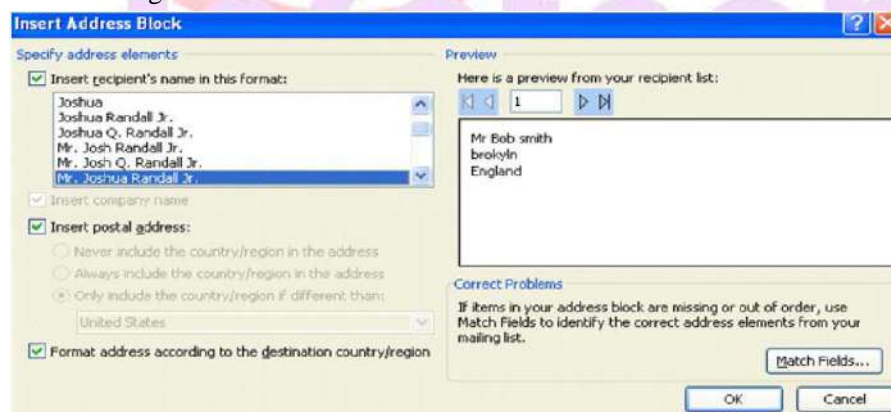 Insert Address Block
Specify address elements
Insert recipient's name in this format:
Joshua
Joshua Randall Jr.
Joshua Q. Randall Jr.
Mr. Josh Randall Jr.
Mr. Josh Q. Randall Jr.
Mr. Joshua Randall Jr.
Insert company name
Insert postal address:
Never include the country/region in the address
Always include the country/region in the address
Only include the country/region if different than:
United States
Format address according to the destination country/region
Preview
Here is a preview from your recipient list:
1
Mr Bob smith
brokyln
England
Correct Problems
If items in your address block are missing or out of order, use
Match Fields to identify the correct address elements from your
mailing list.
Match Fields...
OK
Cancel